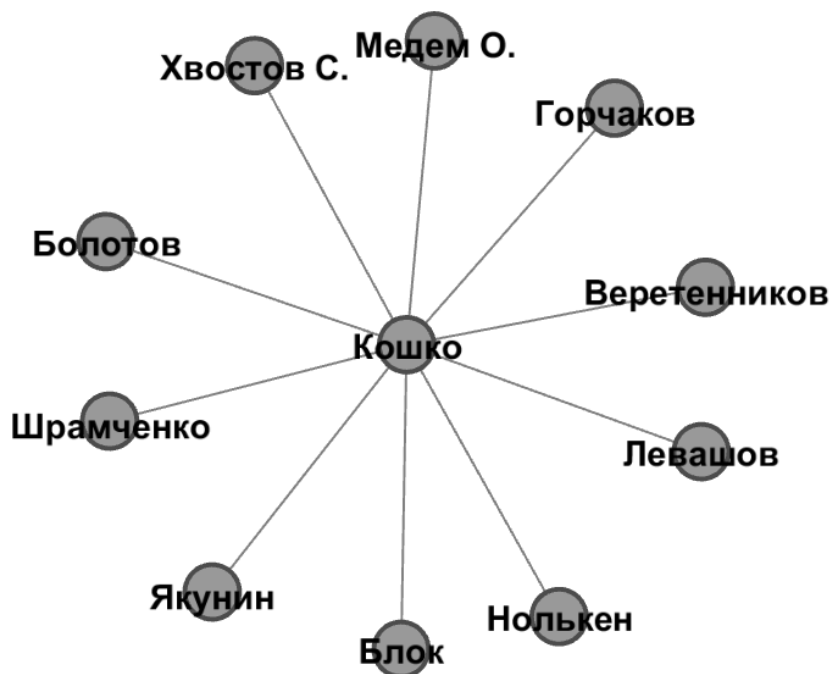 Медем О.
Хвостов С.
Горчаков
Болотов
Веретенников
Кошко
Шрамченко
Левашов
Якунин
Нолькен
Блок